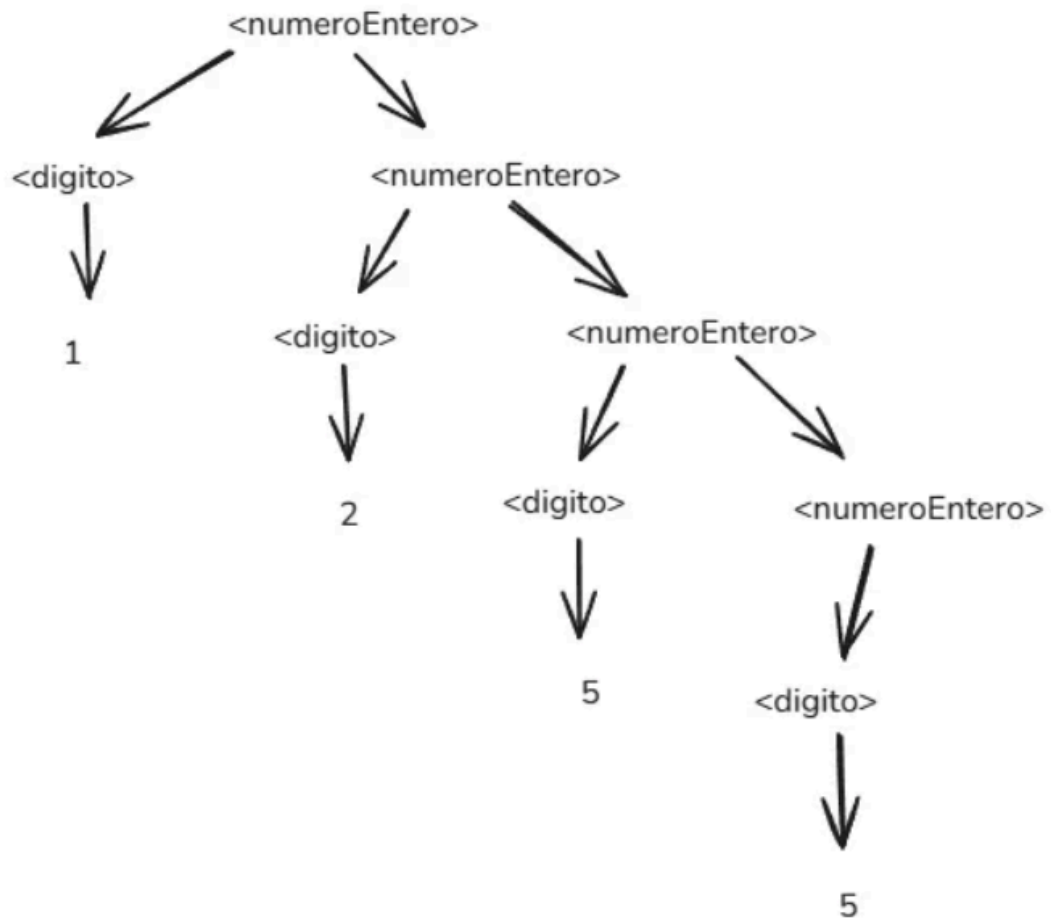 <numeroEntero>
<digito> <numeroEntero>
1 <digito> <numeroEntero>
2 <digito> <numeroEntero>
5 <digito>
5